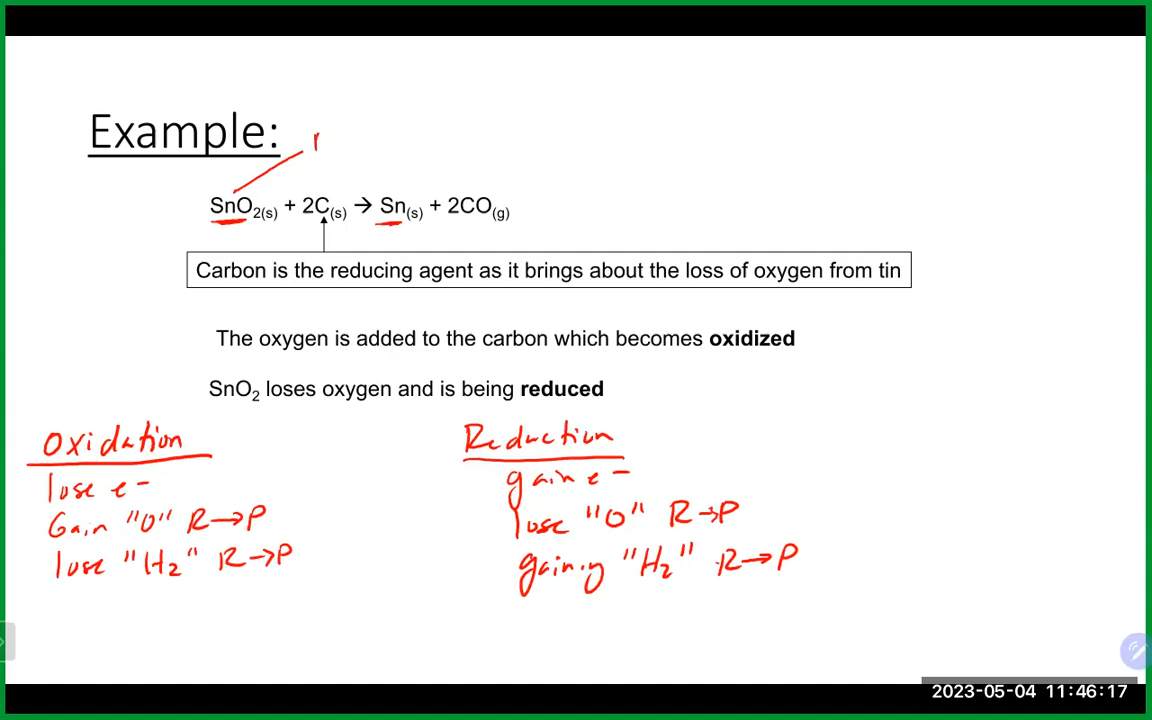 Example:
r
SnO₂(s) + 2C(s) → Sn(s) + 2CO(g)
Carbon is the reducing agent as it brings about the loss of oxygen from tin
The oxygen is added to the carbon which becomes oxidized
SnO₂ loses oxygen and is being reduced
Oxidation
lose e-
Gain "O" R→P
lose "H₂" R→P
Reduction
gain e-
lose "O" R→P
gaining "H₂" R→P
2023-05-04 11:46:17